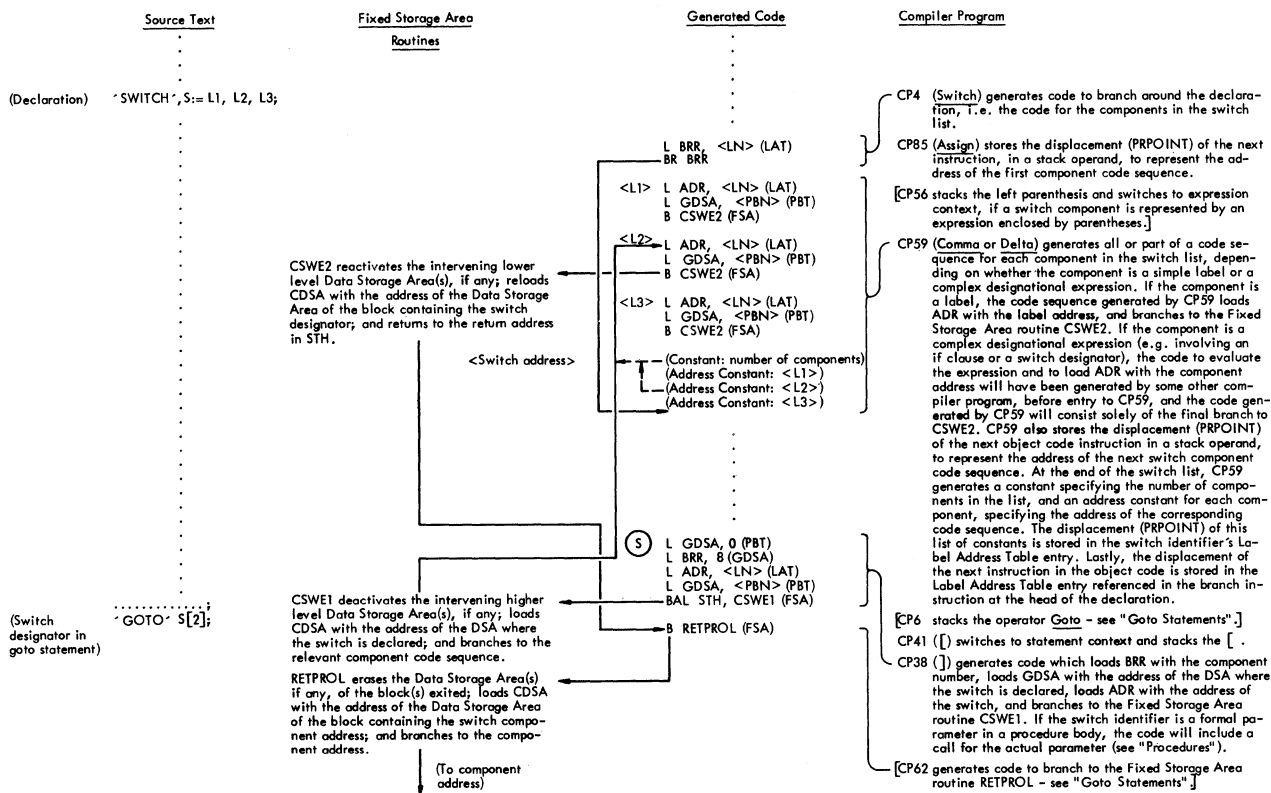 Source Text
Fixed Storage Area
Routines
Generated Code
Compiler Program
(Declaration)
´SWITCH´,S:= L1, L2, L3;
L BRR, <LN> (LAT)
BR BRR
<L1> L ADR, <LN> (LAT)
L GDSA, <PBN> (PBT)
B CSWE2 (FSA)
<L2> L ADR, <LN> (LAT)
L GDSA, <PBN> (PBT)
B CSWE2 (FSA)
<L3> L ADR, <LN> (LAT)
L GDSA, <PBN> (PBT)
B CSWE2 (FSA)
CSWE2 reactivates the intervening lower
level Data Storage Area(s), if any; reloads
CDSA with the address of the Data Storage
Area of the block containing the switch
designator; and returns to the return address
in STH.
<Switch address>
(Constant: number of components)
(Address Constant: <L1>)
(Address Constant: <L2>)
(Address Constant: <L3>)
S
L GDSA, 0 (PBT)
L BRR, 8 (GDSA)
L ADR, <LN> (LAT)
L GDSA, <PBN> (PBT)
BAL STH, CSWE1 (FSA)
B RETPROL (FSA)
(Switch
designator in
goto statement)
. . . . . . . . . . . . . ;
´GOTO´ S[2];
CSWE1 deactivates the intervening higher
level Data Storage Area(s), if any; loads
CDSA with the address of the DSA where
the switch is declared; and branches to the
relevant component code sequence.
RETPROL erases the Data Storage Area(s)
if any, of the block(s) exited; loads CDSA
with the address of the Data Storage Area
of the block containing the switch compo-
nent address; and branches to the compo-
nent address.
(To component
address)
CP4 (Switch) generates code to branch around the declara-
tion, i.e. the code for the components in the switch
list.
CP85 (Assign) stores the displacement (PRPOINT) of the next
instruction, in a stack operand, to represent the ad-
dress of the first component code sequence.
[CP56 stacks the left parenthesis and switches to expression
context, if a switch component is represented by an
expression enclosed by parentheses.]
CP59 (Comma or Delta) generates all or part of a code se-
quence for each component in the switch list, depen-
ding on whether the component is a simple label or a
complex designational expression. If the component is
a label, the code sequence generated by CP59 loads
ADR with the label address, and branches to the Fixed
Storage Area routine CSWE2. If the component is a
complex designational expression (e.g. involving an
if clause or a switch designator), the code to evaluate
the expression and to load ADR with the component
address will have been generated by some other com-
piler program, before entry to CP59, and the code gen-
erated by CP59 will consist solely of the final branch to
CSWE2. CP59 also stores the displacement (PRPOINT)
of the next object code instruction in a stack operand,
to represent the address of the next switch component
code sequence. At the end of the switch list, CP59
generates a constant specifying the number of compo-
nents in the list, and an address constant for each com-
ponent, specifying the address of the corresponding
code sequence. The displacement (PRPOINT) of this
list of constants is stored in the switch identifier's La-
bel Address Table entry. Lastly, the displacement of
the next instruction in the object code is stored in the
Label Address Table entry referenced in the branch in-
struction at the head of the declaration.
[CP6 stacks the operator Goto - see "Goto Statements".]
CP41 ([) switches to statement context and stacks the [ .
CP38 (]) generates code which loads BRR with the component
number, loads GDSA with the address of the DSA where
the switch is declared, loads ADR with the address of
the switch, and branches to the Fixed Storage Area
routine CSWE1. If the switch identifier is a formal pa-
rameter in a procedure body, the code will include a
call for the actual parameter (see "Procedures").
[CP62 generates code to branch to the Fixed Storage Area
routine RETPROL - see "Goto Statements".]